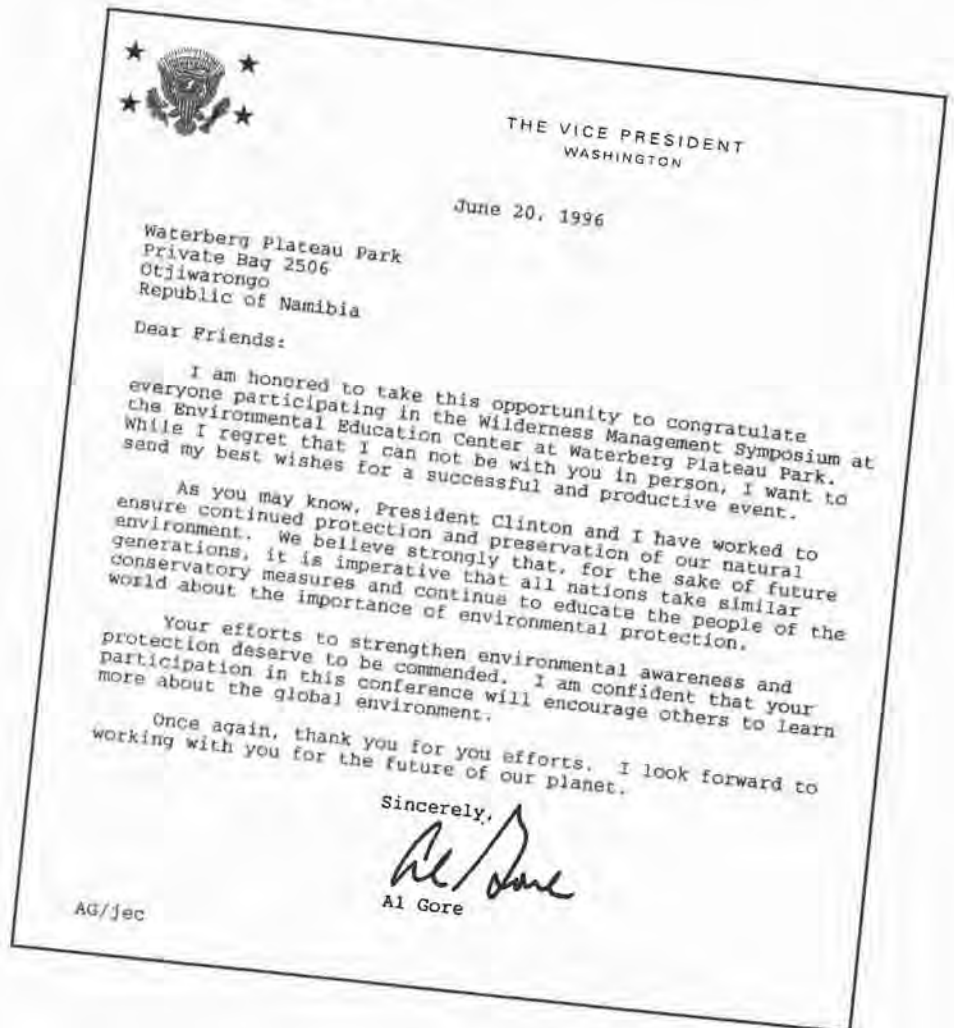 THE VICE PRESIDENT
WASHINGTON
June 20, 1996
Waterberg Plateau Park
Private Bag 2506
Otjiwarongo
Republic of Namibia
Dear Friends:
I am honored to take this opportunity to congratulate
everyone participating in the Wilderness Management Symposium at
the Environmental Education Center at Waterberg Plateau Park.
While I regret that I can not be with you in person, I want to
send my best wishes for a successful and productive event.
As you may know, President Clinton and I have worked to
ensure continued protection and preservation of our natural
environment. We believe strongly that, for the sake of future
generations, it is imperative that all nations take similar
conservatory measures and continue to educate the people of the
world about the importance of environmental protection.
Your efforts to strengthen environmental awareness and
protection deserve to be commended. I am confident that your
participation in this conference will encourage others to learn
more about the global environment.
Once again, thank you for you efforts. I look forward to
working with you for the future of our planet.
Sincerely,
Al Gore
Al Gore
AG/jec